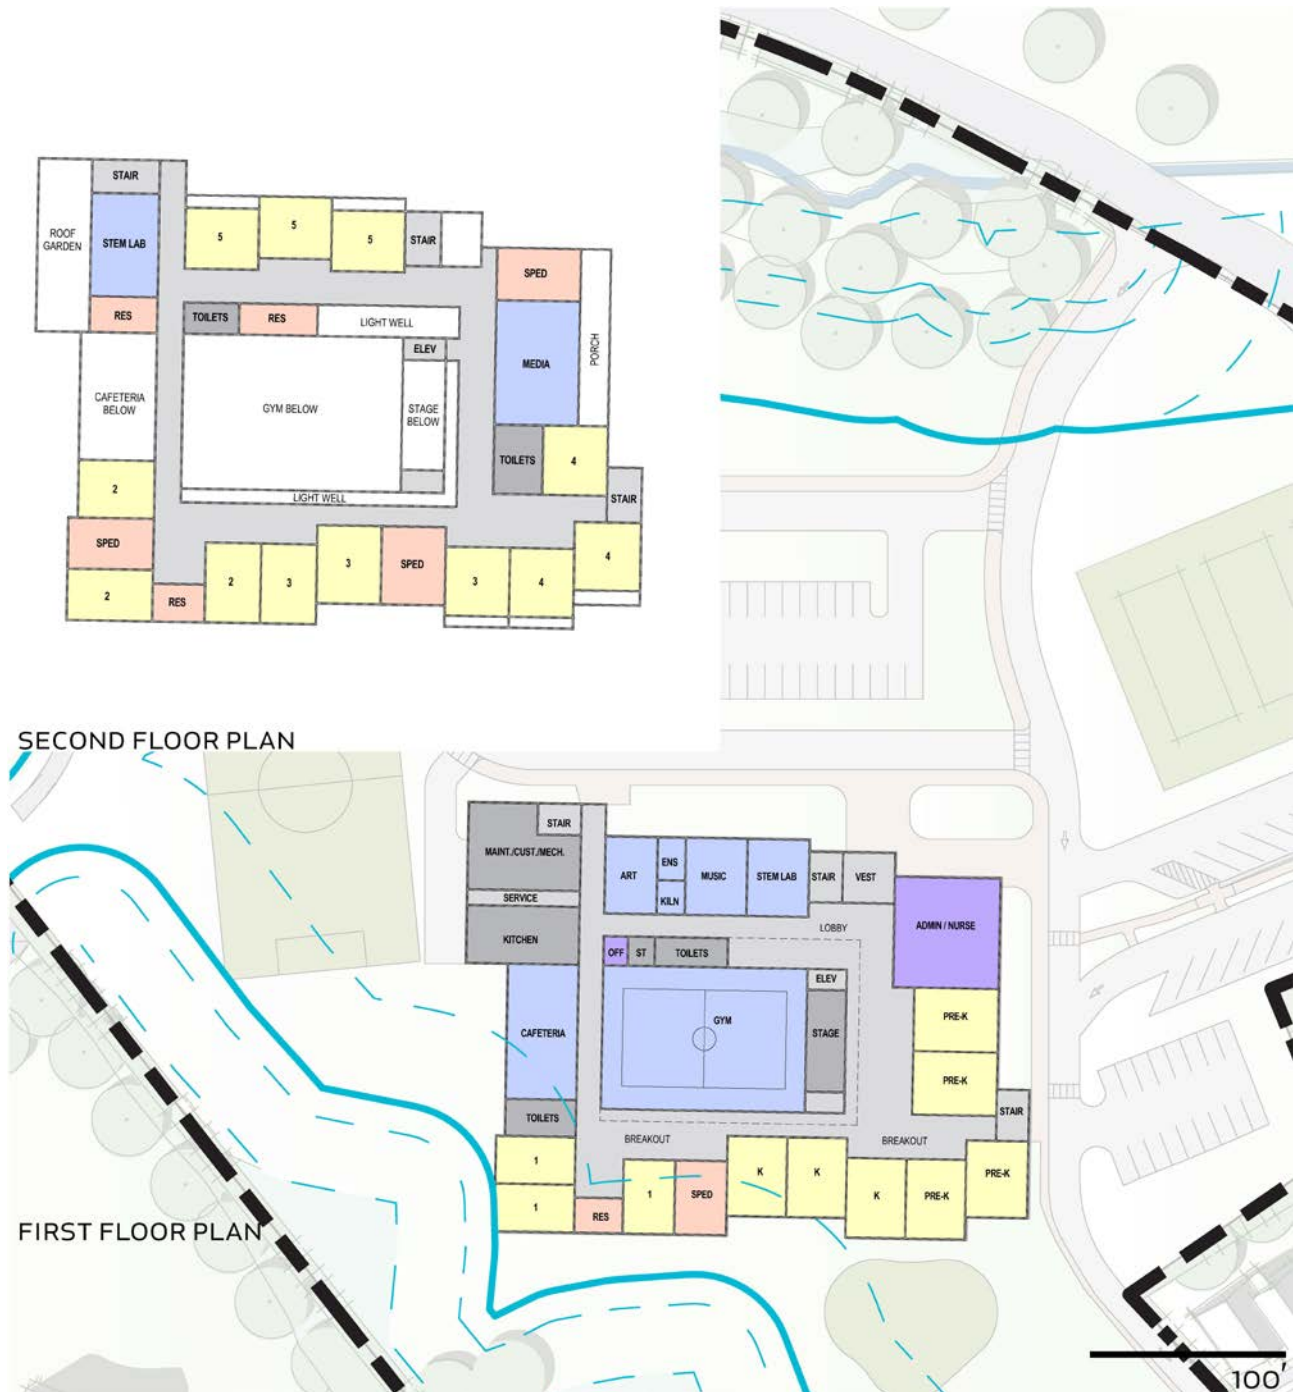 STAIR
ROOF
GARDEN
STEM LAB
5
5
5
STAIR
SPED
RES
TOILETS
RES
LIGHT WELL
ELEV
MEDIA
PORCH
CAFETERIA
BELOW
GYM BELOW
STAGE
BELOW
TOILETS
4
2
LIGHT WELL
STAIR
SPED
2
RES
2
3
3
SPED
3
4
4
SECOND FLOOR PLAN
STAIR
MAINT./CUST./MECH.
SERVICE
KITCHEN
ART
ENS
KILN
MUSIC
STEM LAB
STAIR
VEST
LOBBY
ADMIN / NURSE
OFF
ST
TOILETS
ELEV
CAFETERIA
GYM
STAGE
PRE-K
PRE-K
TOILETS
STAIR
BREAKOUT
BREAKOUT
1
1
RES
1
SPED
K
K
K
PRE-K
PRE-K
FIRST FLOOR PLAN
100'